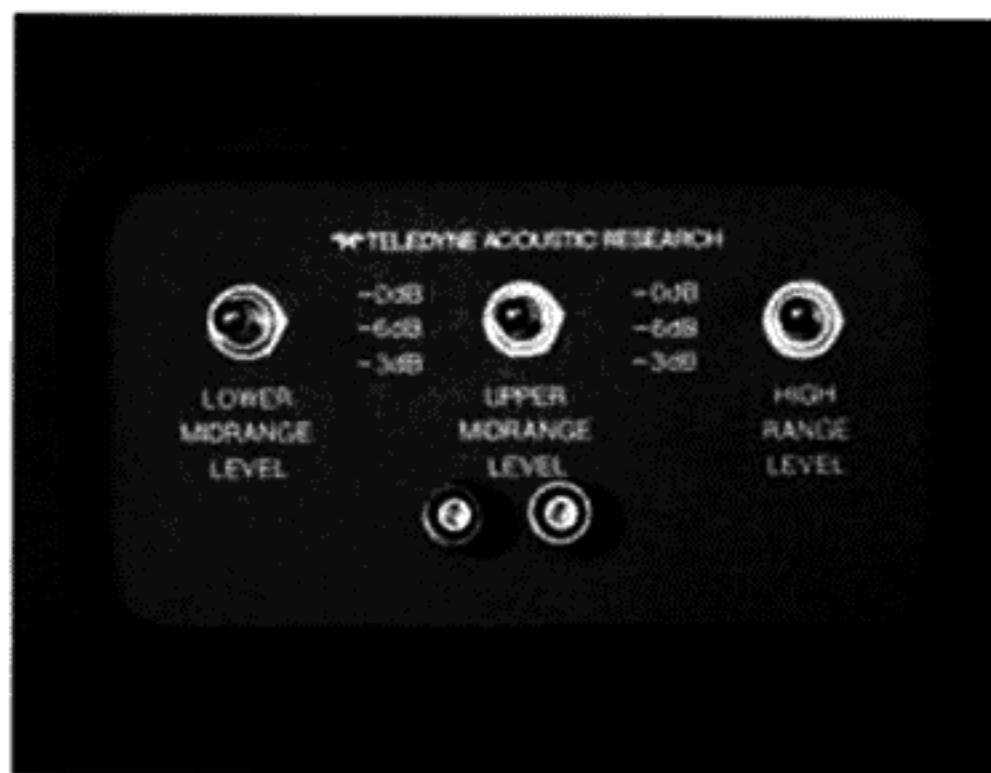 TELEDYNE ACOUSTIC RESEARCH
-0dB
-6dB
-3dB
-0dB
-6dB
-3dB
LOWER
MIDRANGE
LEVEL
UPPER
MIDRANGE
LEVEL
HIGH
RANGE
LEVEL